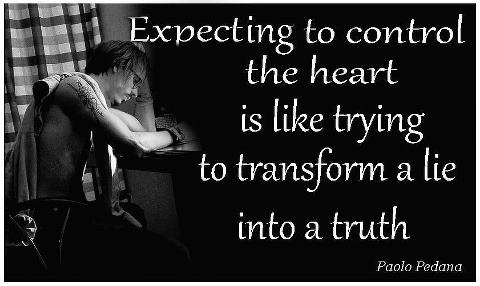 Expecting to control
the heart
is like trying
to transform a lie
into a truth
Paolo Pedana